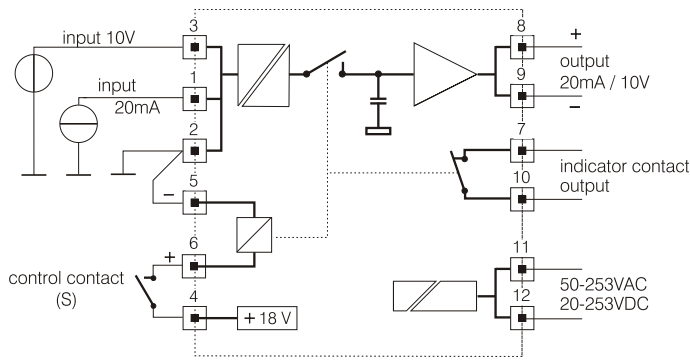 3
input 10V
8
+
output
20mA / 10V
input
20mA
1
9
−
2
7
indicator contact
output
5
−
10
6
+
control contact
(S)
11
50-253VAC
20-253VDC
4
+18 V
12